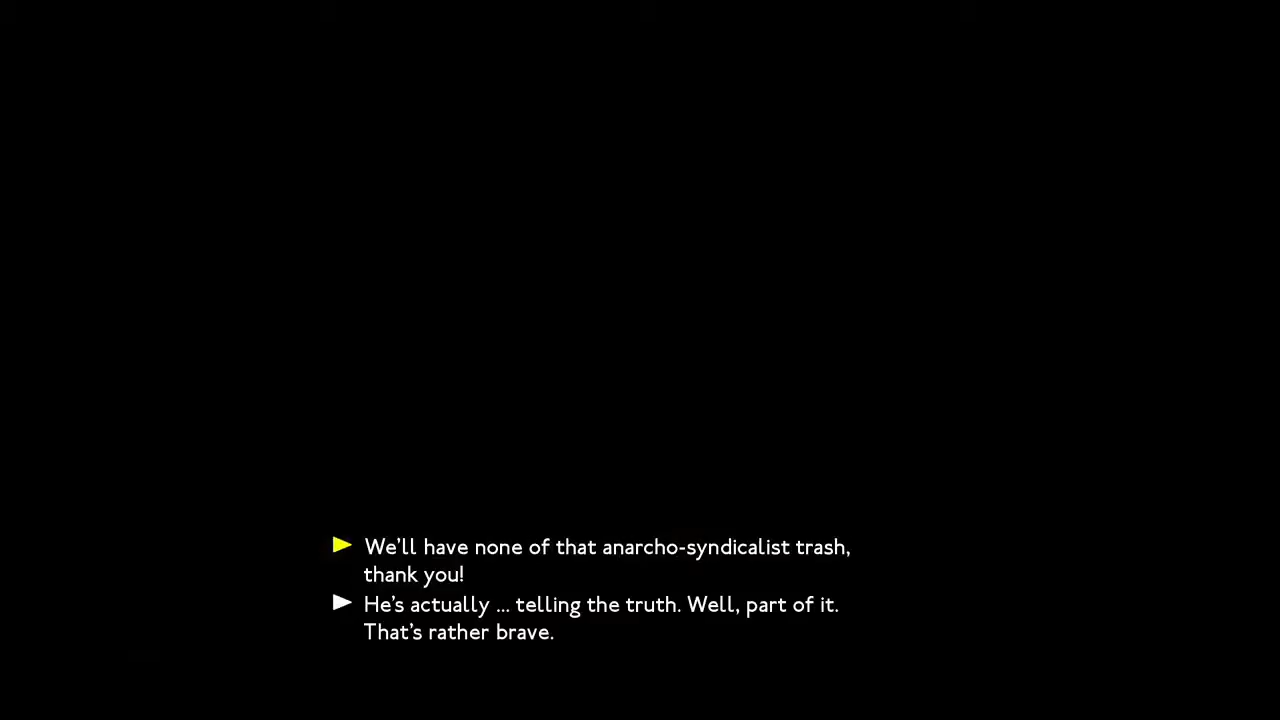 We’ll have none of that anarcho-syndicalist trash,
thank you!
He’s actually ... telling the truth. Well, part of it.
That’s rather brave.